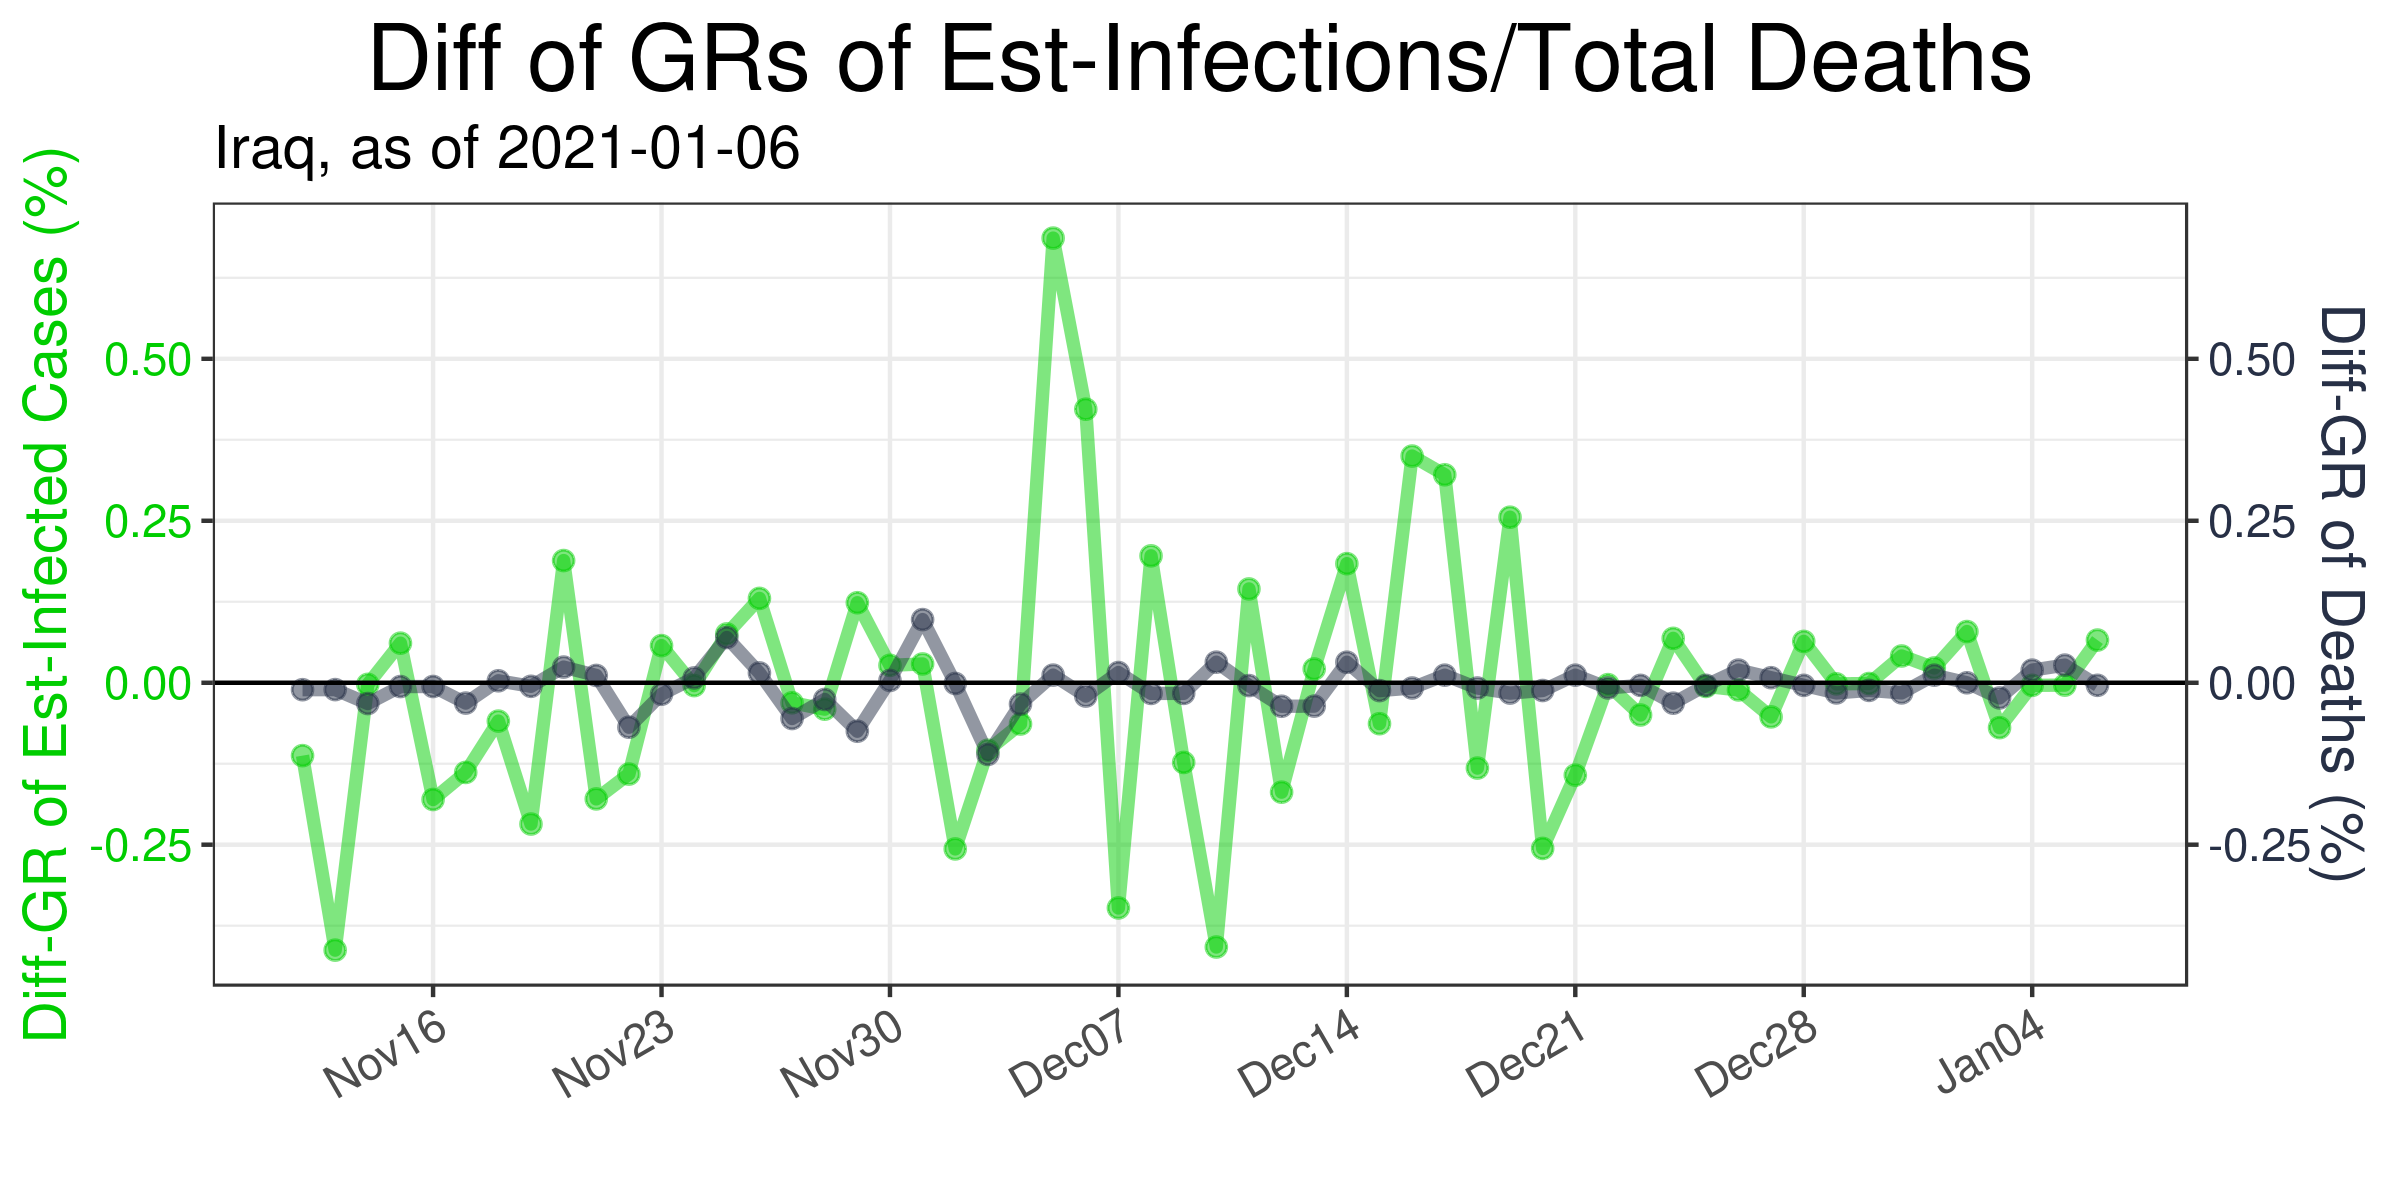 Diff of GRs of Est-Infections/Total Deaths
Iraq, as of 2021-01-06
Diff-GR of Est-Infected Cases (%)
0.50
0.25
0.00
-0.25
0.50
0.25
0.00
-0.25
Diff-GR of Deaths (%)
Nov16
Nov23
Nov30
Dec07
Dec14
Dec21
Dec28
Jan04